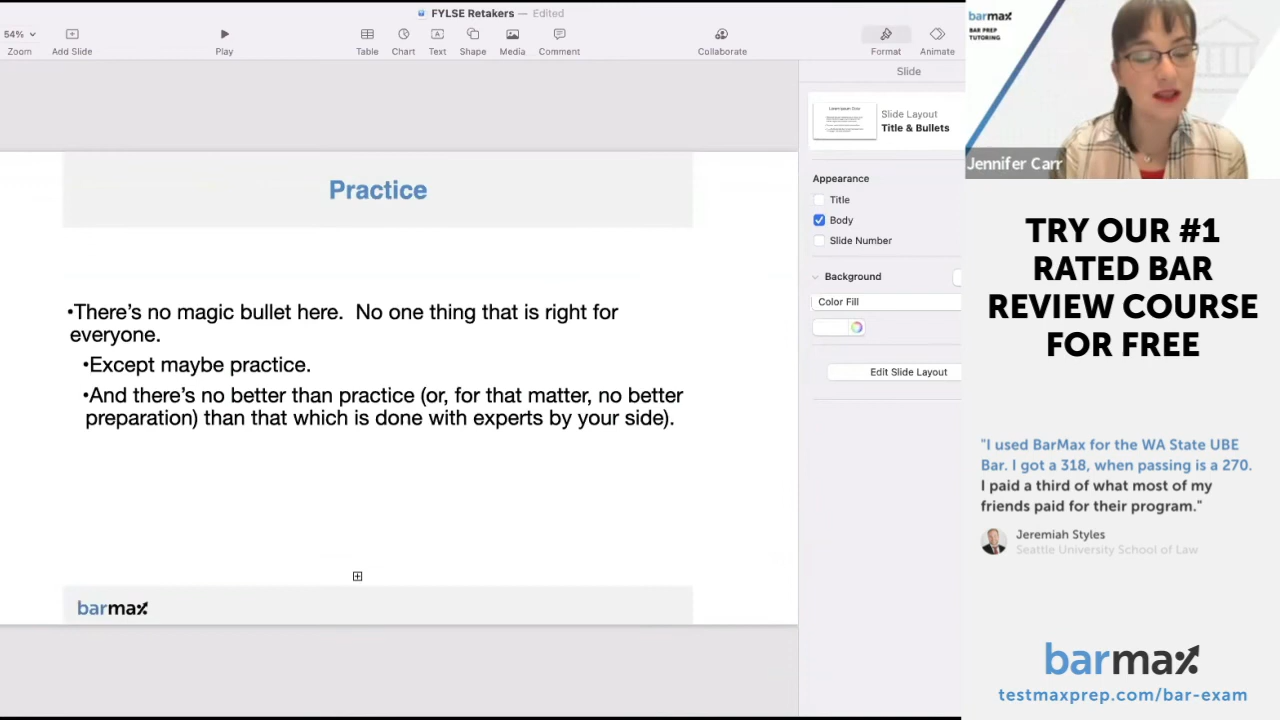 FYLSE Retakers — Edited
54%
Zoom
Add Slide
Play
Table
Chart
Text
Shape
Media
Comment
Collaborate
Format
Animate
Slide
Slide Layout
Title & Bullets
Appearance
Title
Body
Slide Number
Background
Color Fill
Edit Slide Layout
Practice
•There's no magic bullet here.  No one thing that is right for
everyone.
•Except maybe practice.
•And there's no better than practice (or, for that matter, no better
preparation) than that which is done with experts by your side).
barmax
barmax
BAR PREP
TUTORING
Jennifer Carr
TRY OUR #1
RATED BAR
REVIEW COURSE
FOR FREE
"I used BarMax for the WA State UBE
Bar. I got a 318, when passing is a 270.
I paid a third of what most of my
friends paid for their program."
Jeremiah Styles
Seattle University School of Law
barmax
testmaxprep.com/bar-exam